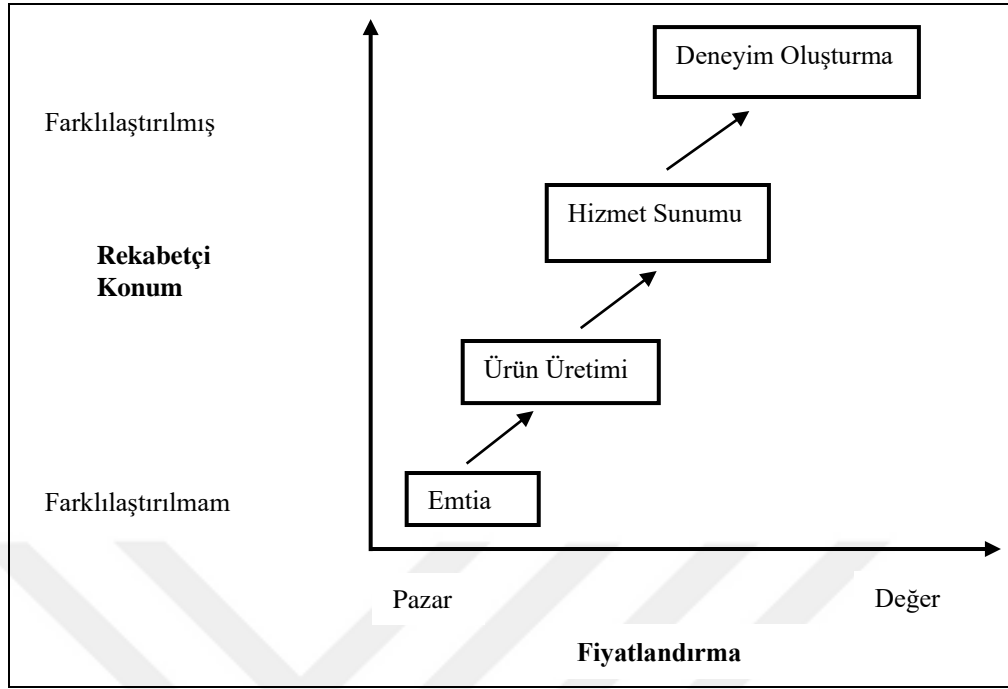 Deneyim Oluşturma
Farklılaştırılmış
Hizmet Sunumu
Rekabetçi
Konum
Ürün Üretimi
Emtia
Farklılaştırılmam
Pazar
Değer
Fiyatlandırma